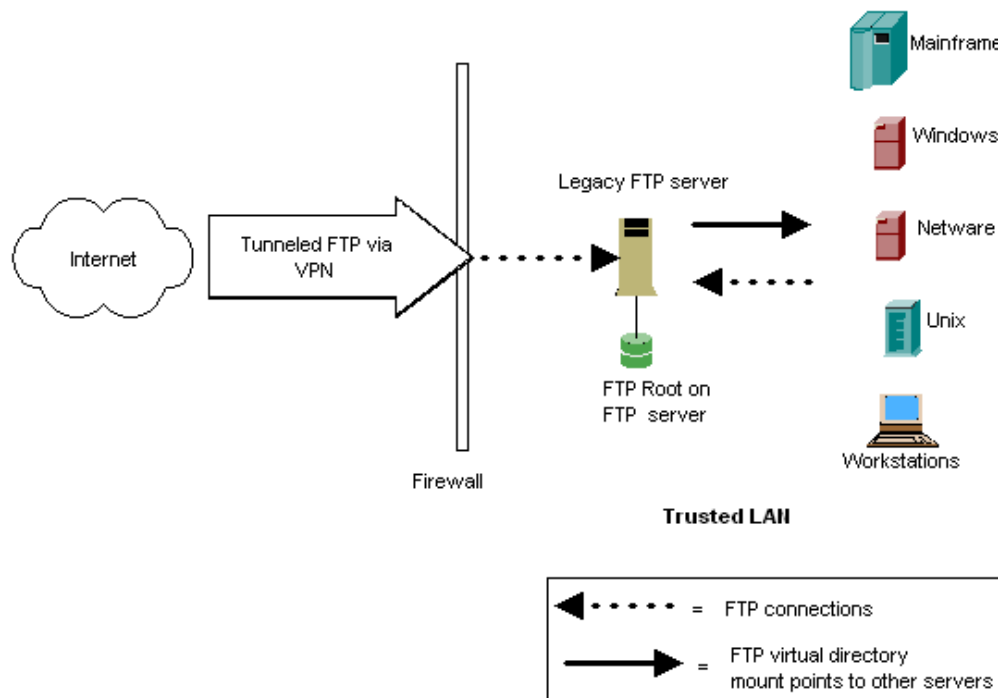 Mainframe
Windows
Legacy FTP server
Netware
Internet
Tunneled FTP via
VPN
Unix
FTP Root on
FTP server
Workstations
Firewall
Trusted LAN
= FTP connections
= FTP virtual directory
mount points to other servers